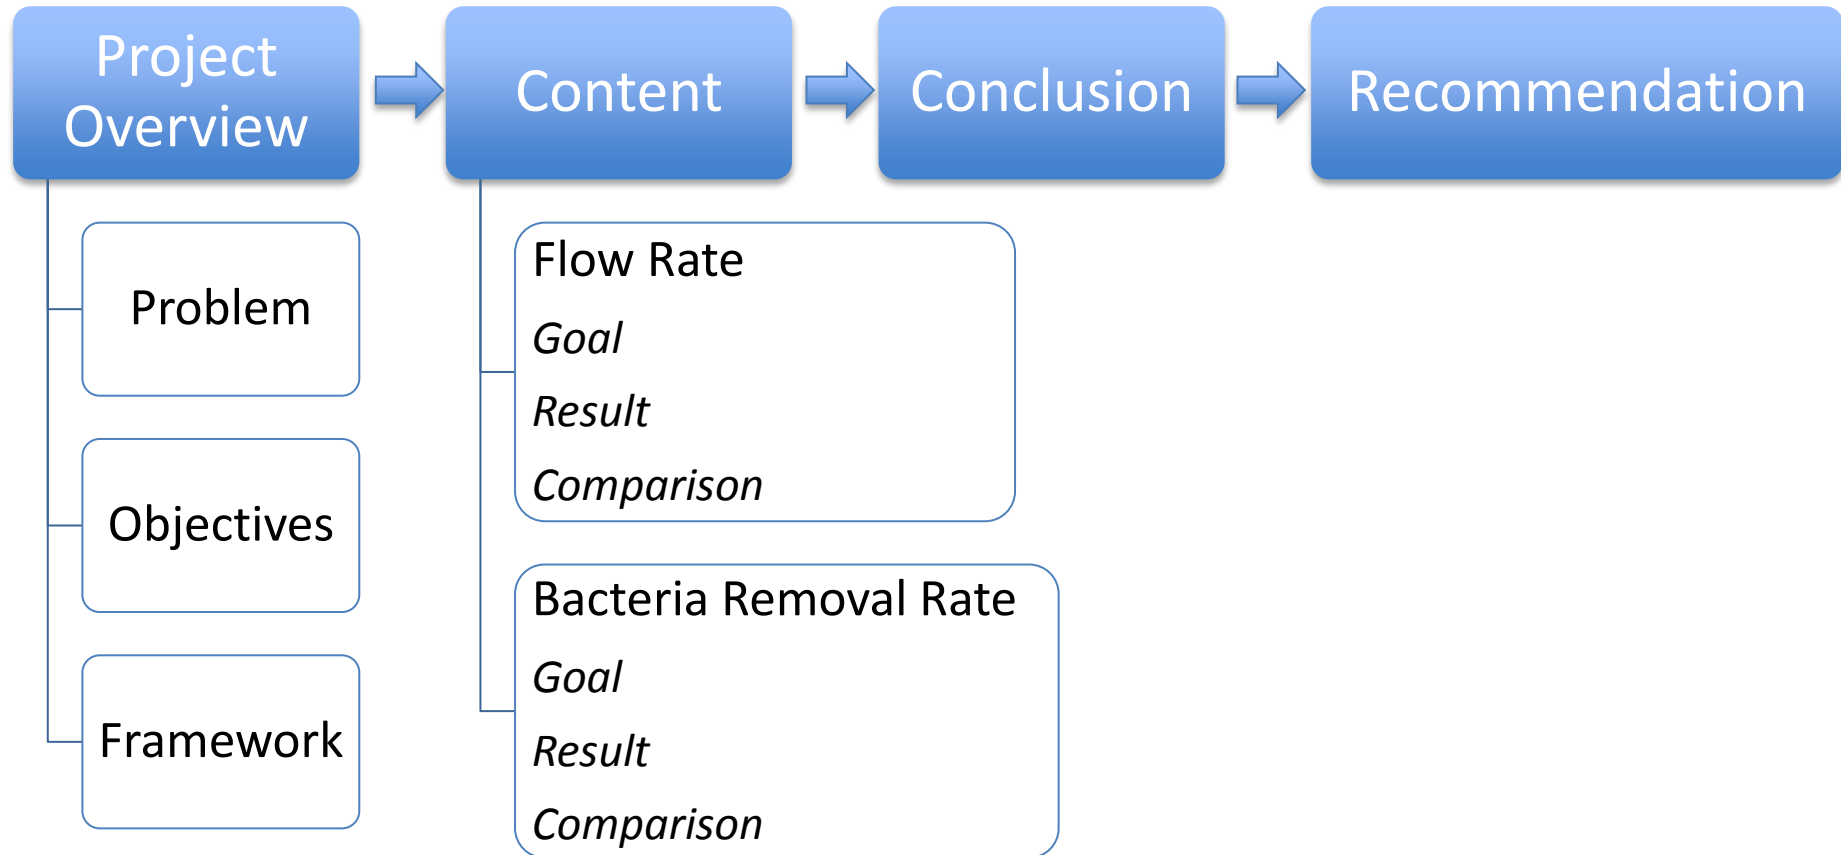 Project
Overview
Content
Conclusion
Recommendation
Problem
Objectives
Framework
Flow Rate
Goal
Result
Comparison
Bacteria Removal Rate
Goal
Result
Comparison